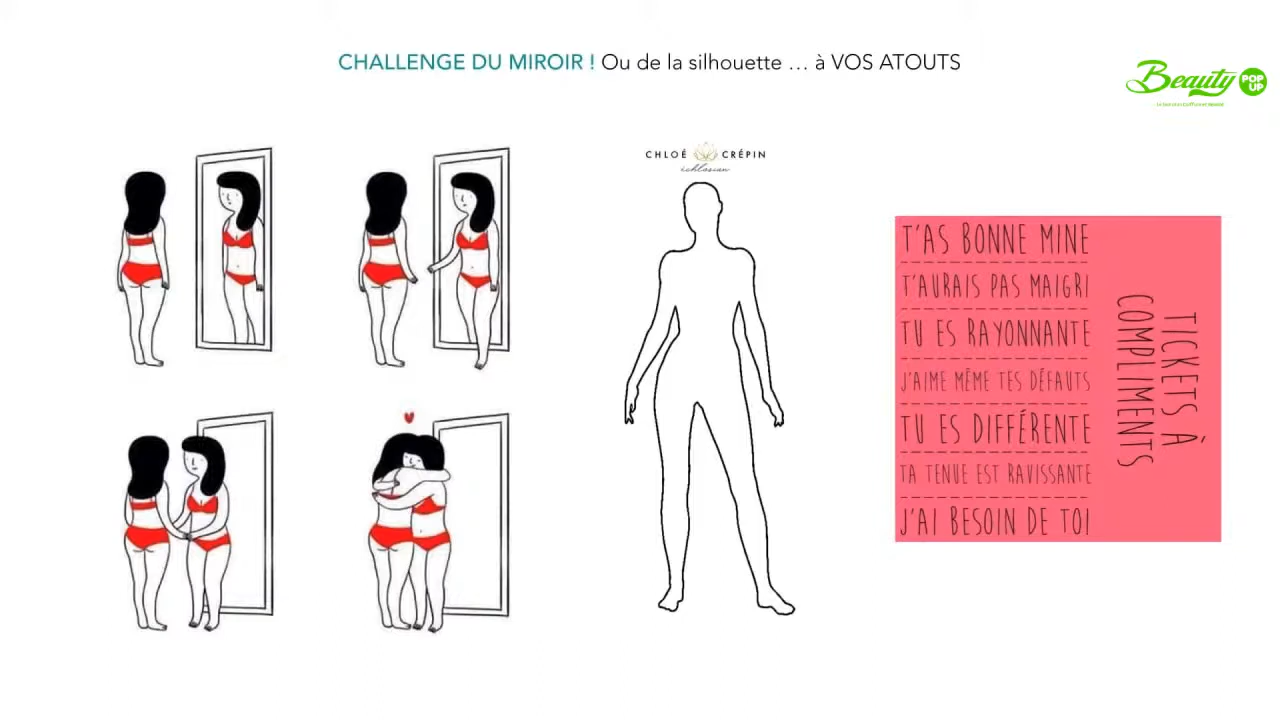 CHALLENGE DU MIROIR ! Ou de la silhouette ... à VOS ATOUTS
Beauty POP UP
CHLOÉ CRÉPIN
T'AS BONNE MINE
T'AURAIS PAS MAIGRI
TU ES RAYONNANTE
J'AIME MÊME TES DÉFAUTS
TU ES DIFFÉRENTE
TA TENUE EST RAVISSANTE
J'AI BESOIN DE TOI
TICKETS À
COMPLIMENTS